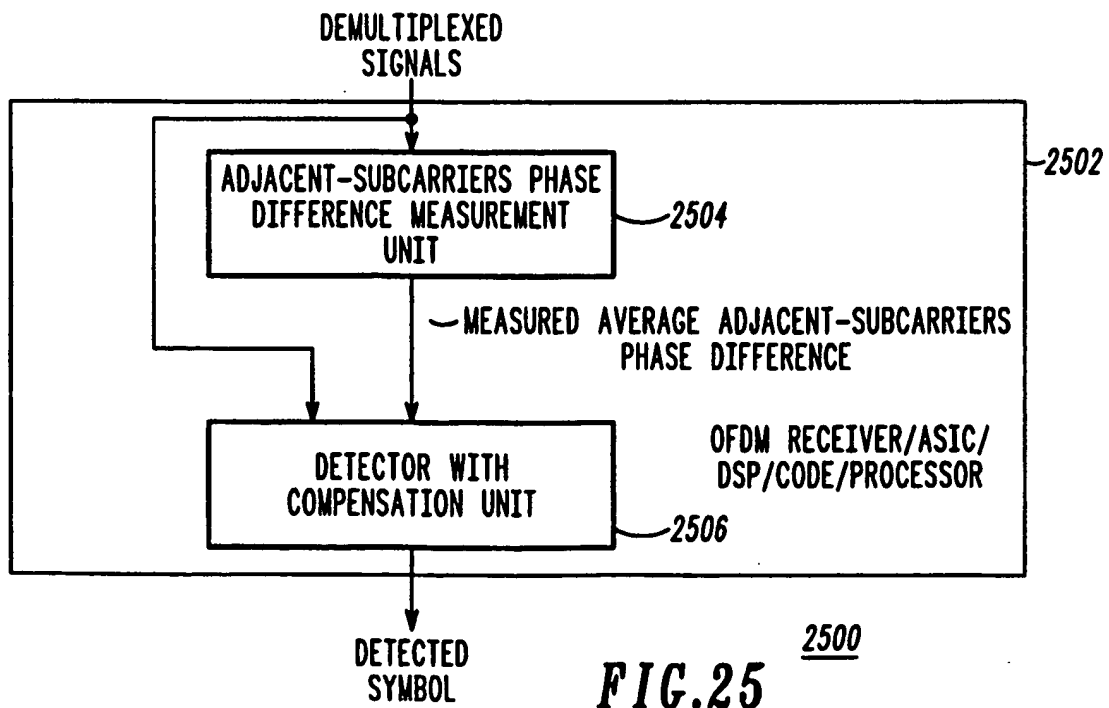 DEMULTIPLEXED
SIGNALS
2502
ADJACENT-SUBCARRIERS PHASE
DIFFERENCE MEASUREMENT
UNIT
2504
MEASURED AVERAGE ADJACENT-SUBCARRIERS
PHASE DIFFERENCE
OFDM RECEIVER/ASIC/
DSP/CODE/PROCESSOR
DETECTOR WITH
COMPENSATION UNIT
2506
DETECTED
SYMBOL
2500
FIG.25